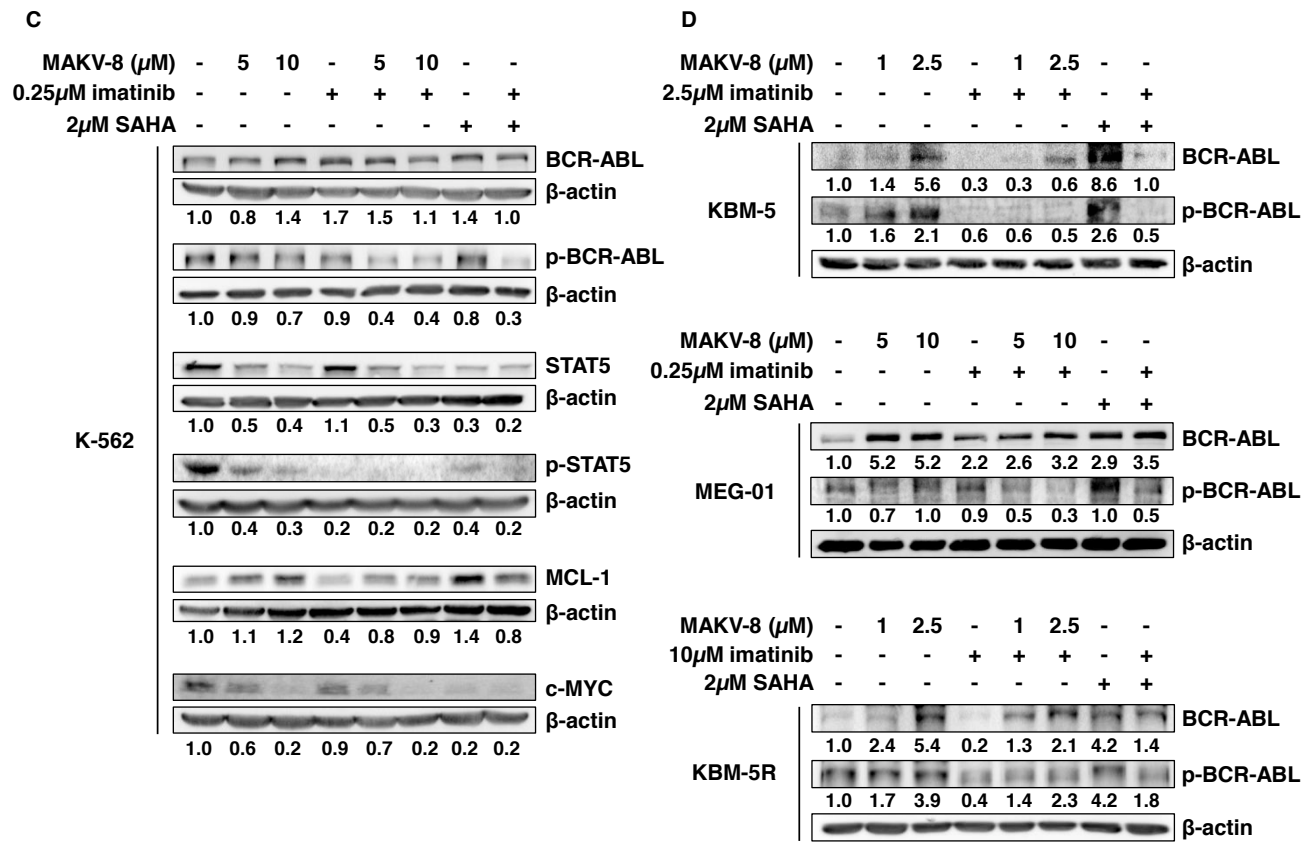 C
MAKV-8 (µM) - 5 10 - 5 10 - -
0.25µM imatinib - - - + + + - +
2µM SAHA - - - - - - + +
K-562
BCR-ABL
β-actin
1.0 0.8 1.4 1.7 1.5 1.1 1.4 1.0
p-BCR-ABL
β-actin
1.0 0.9 0.7 0.9 0.4 0.4 0.8 0.3
STAT5
β-actin
1.0 0.5 0.4 1.1 0.5 0.3 0.3 0.2
p-STAT5
β-actin
1.0 0.4 0.3 0.2 0.2 0.2 0.4 0.2
MCL-1
β-actin
1.0 1.1 1.2 0.4 0.8 0.9 1.4 0.8
c-MYC
β-actin
1.0 0.6 0.2 0.9 0.7 0.2 0.2 0.2
D
MAKV-8 (µM) - 1 2.5 - 1 2.5 - -
2.5µM imatinib - - - + + + - +
2µM SAHA - - - - - - + +
KBM-5
BCR-ABL
1.0 1.4 5.6 0.3 0.3 0.6 8.6 1.0
p-BCR-ABL
1.0 1.6 2.1 0.6 0.6 0.5 2.6 0.5
β-actin
MAKV-8 (µM) - 5 10 - 5 10 - -
0.25µM imatinib - - - + + + - +
2µM SAHA - - - - - - + +
MEG-01
BCR-ABL
1.0 5.2 5.2 2.2 2.6 3.2 2.9 3.5
p-BCR-ABL
1.0 0.7 1.0 0.9 0.5 0.3 1.0 0.5
β-actin
MAKV-8 (µM) - 1 2.5 - 1 2.5 - -
10µM imatinib - - - + + + - +
2µM SAHA - - - - - - + +
KBM-5R
BCR-ABL
1.0 2.4 5.4 0.2 1.3 2.1 4.2 1.4
p-BCR-ABL
1.0 1.7 3.9 0.4 1.4 2.3 4.2 1.8
β-actin